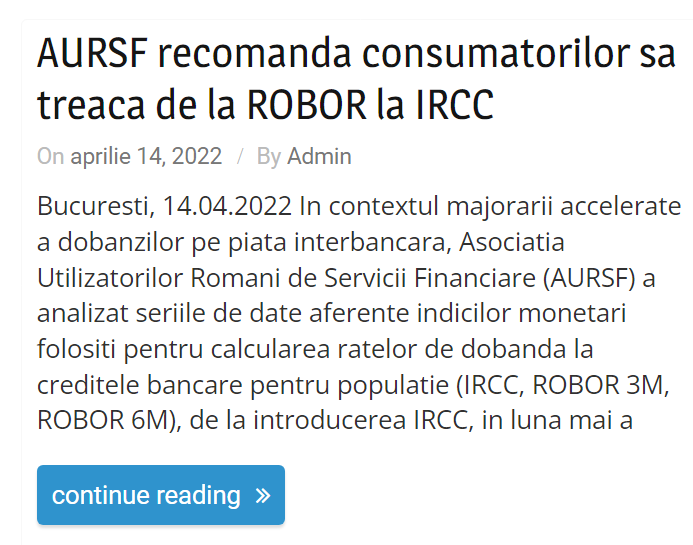 AURSF recomanda consumatorilor sa
treaca de la ROBOR la IRCC
On aprilie 14, 2022 / By Admin
Bucuresti, 14.04.2022 In contextul majorarii accelerate
a dobanzilor pe piata interbancara, Asociatia
Utilizatorilor Romani de Servicii Financiare (AURSF) a
analizat seriile de date aferente indicilor monetari
folositi pentru calcularea ratelor de dobanda la
creditele bancare pentru populatie (IRCC, ROBOR 3M,
ROBOR 6M), de la introducerea IRCC, in luna mai a
continue reading »